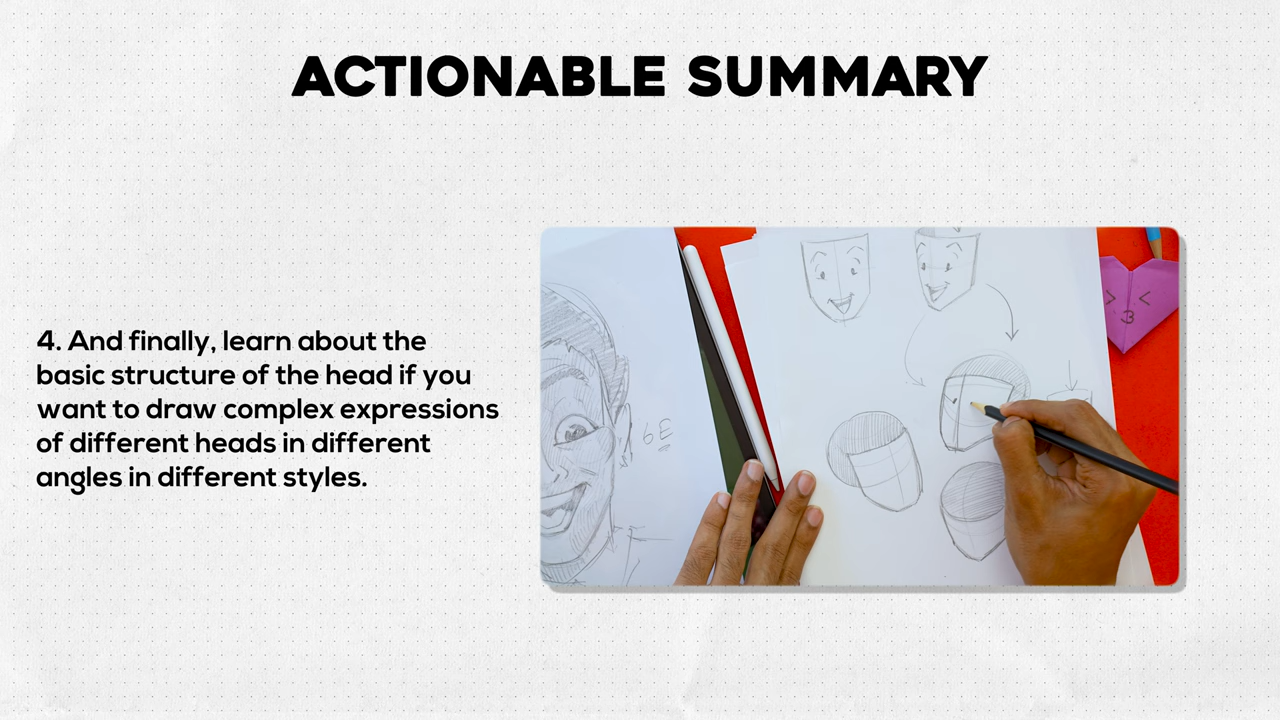 ACTIONABLE SUMMARY
4. And finally, learn about the
basic structure of the head if you
want to draw complex expressions
of different heads in different
angles in different styles.
6E